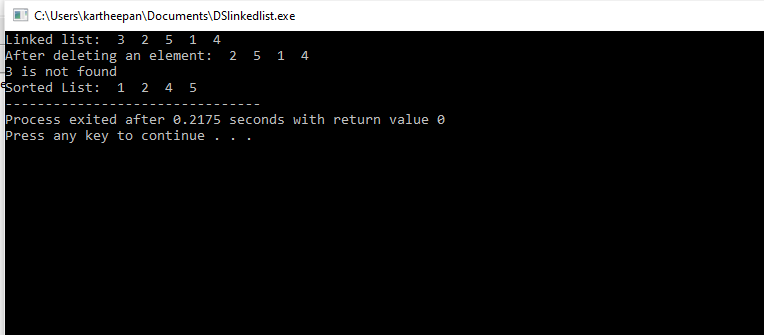 C:\Users\kartheepan\Documents\DSlinkedlist.exe
Linked list:  3  2  5  1  4
After deleting an element:  2  5  1  4
3 is not found
Sorted List:  1  2  4  5
--------------------------------
Process exited after 0.2175 seconds with return value 0
Press any key to continue . . .